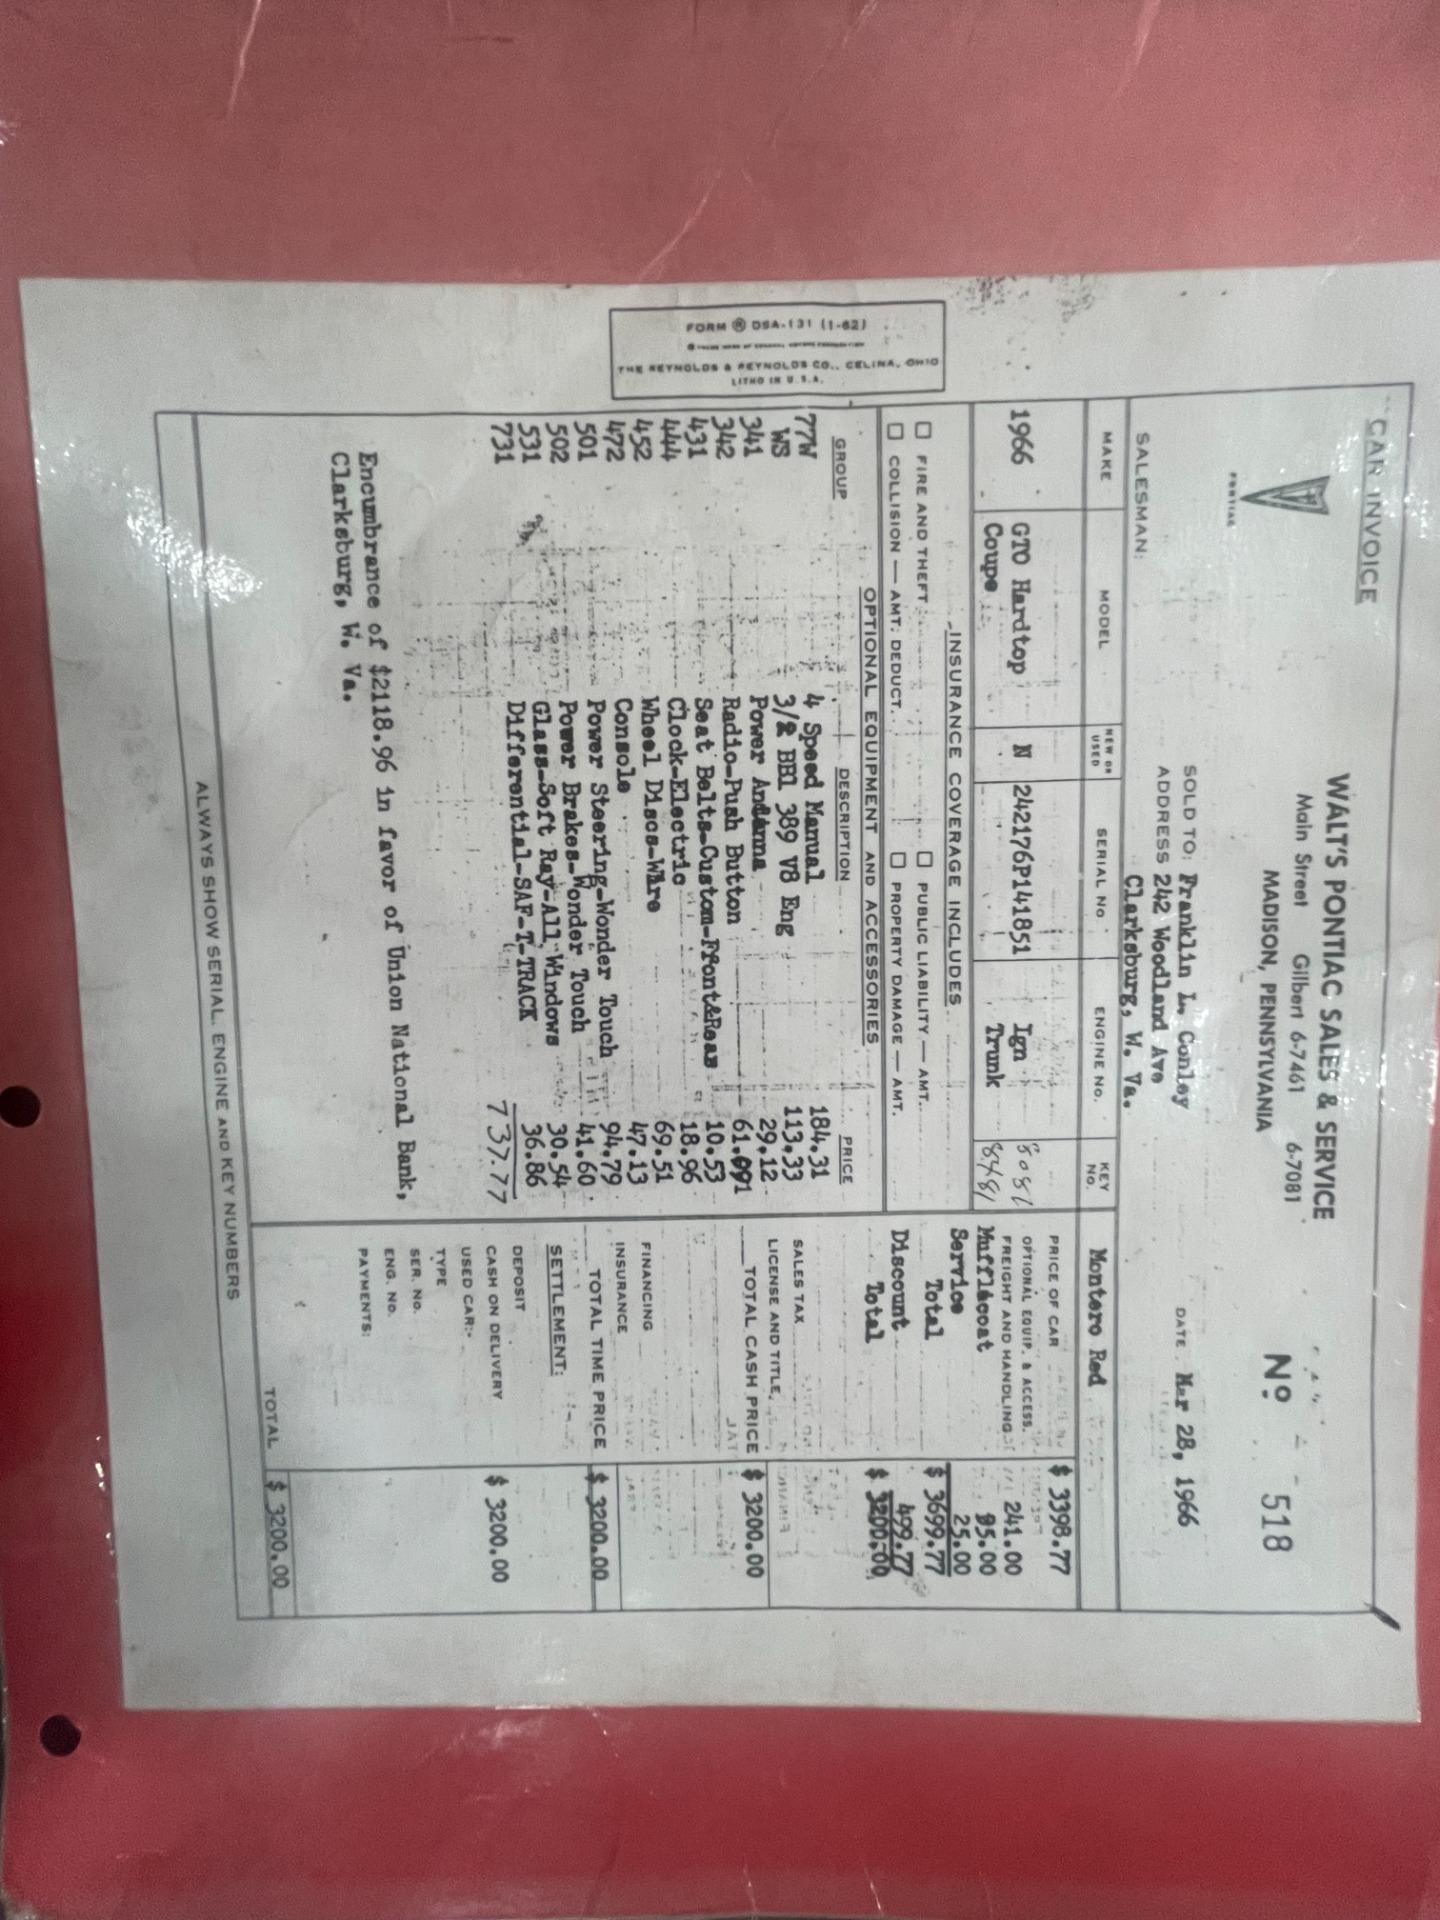 CAR INVOICE
WALT'S PONTIAC SALES & SERVICE
Main Street Gilbert 6-7461 6-7081
MADISON, PENNSYLVANIA
PONTIAC
Nº 518
SOLD TO: Franklin L. Conley DATE Mar 28, 1966
ADDRESS 242 Woodland Ave
Clarksburg, W. Va.
SALESMAN:
MAKE MODEL NEW OR USED SERIAL NO. ENGINE NO. KEY NO. Montero Red
1966 GTO Hardtop N 242176P141851 Ign 8081
Coupe Trunk 8481
PRICE OF CAR $ 3398.77
OPTIONAL EQUIP. & ACCESS.
FREIGHT AND HANDLING 241.00
Mufflecoat 35.00
Service 25.00
Total $ 3699.77
Discount 499.77
Total $ 3200.00
INSURANCE COVERAGE INCLUDES
FIRE AND THEFT PUBLIC LIABILITY — AMT.
COLLISION — AMT. DEDUCT. PROPERTY DAMAGE — AMT.
OPTIONAL EQUIPMENT AND ACCESSORIES
GROUP DESCRIPTION PRICE
77W 4 Speed Manual 184.31
WS 3/2 BBl 389 V8 Eng 113.33
341 Power Andanna 29.12
342 Radio-Push Button 61.091
431 Seat Belts-Custom-Ffont&Reas 10.53
444 Clock-Electric 18.96
452 Wheel Discs-Wire 69.51
472 Console 47.13
501 Power Steering-Wonder Touch 94.79
502 Power Brakes-Wonder Touch 41.60
531 Glass-Soft Ray-All Windows 30.54
731 Differential-SAF-T-TRACK 36.86
737.77
Encumbrance of $2118.96 in favor of Union National Bank,
Clarksburg, W. Va.
SALES TAX
LICENSE AND TITLE
TOTAL CASH PRICE $ 3200.00
FINANCING
INSURANCE
TOTAL TIME PRICE $ 3200.00
SETTLEMENT:
DEPOSIT
CASH ON DELIVERY $ 3200.00
USED CAR:-
TYPE
SER. NO.
ENG. NO.
PAYMENTS:
TOTAL $ 3200.00
ALWAYS SHOW SERIAL, ENGINE AND KEY NUMBERS
FORM ® DSA-131 (1-62)
THE REYNOLDS & REYNOLDS CO., CELINA, OHIO
LITHO IN U.S.A.